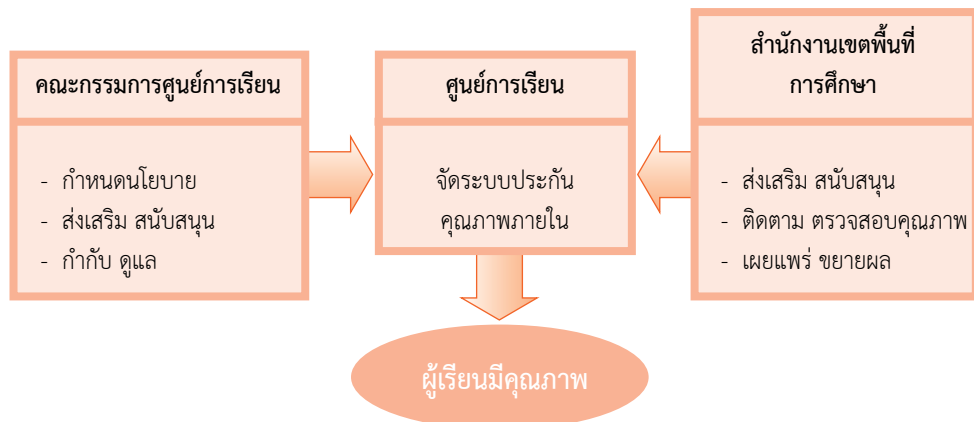 คณะกรรมการศูนย์การเรียน
- กำหนดนโยบาย
- ส่งเสริม สนับสนุน
- กำกับ ดูแล
ศูนย์การเรียน
จัดระบบประกัน
คุณภาพภายใน
สำนักงานเขตพื้นที่
การศึกษา
- ส่งเสริม สนับสนุน
- ติดตาม ตรวจสอบคุณภาพ
- เผยแพร่ ขยายผล
ผู้เรียนมีคุณภาพ